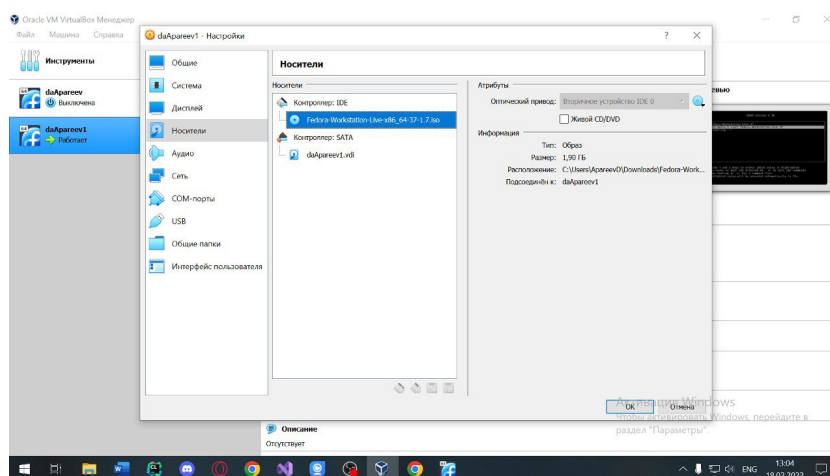 Oracle VM VirtualBox Менеджер
Файл Машина Справка
Инструменты
daApareev
Выключена
daApareev1
Работает
daApareev1 - Настройки
?
Общие
Система
Дисплей
Носители
Аудио
Сеть
COM-порты
USB
Общие папки
Интерфейс пользователя
Носители
Носители
Контроллер: IDE
Fedora-Workstation-Live-x86_64-37-1.7.iso
Контроллер: SATA
daApareev1.vdi
Атрибуты
Оптический привод: Вторичное устройство IDE 0
Живой CD/DVD
Информация
Тип: Образ
Размер: 1,90 ГБ
Расположение: C:\Users\ApareevD\Downloads\Fedora-Work...
Подсоединён к: daApareev1
OK Отмена
Активация Windows
Чтобы активировать Windows, перейдите в
раздел "Параметры".
Описание
Отсутствует
ENG
13:04
18.02.2023